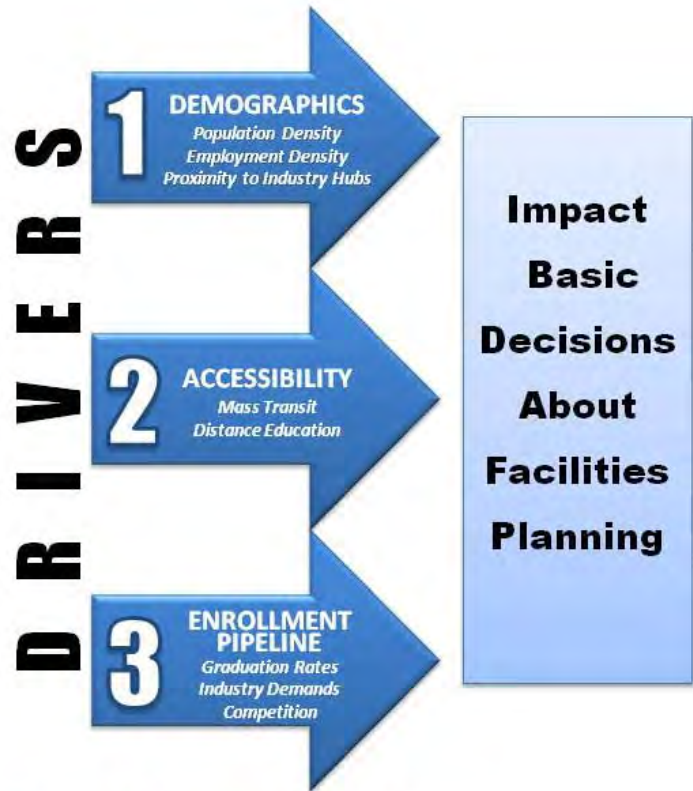 DRIVERS
1
DEMOGRAPHICS
Population Density
Employment Density
Proximity to Industry Hubs
2
ACCESSIBILITY
Mass Transit
Distance Education
3
ENROLLMENT
PIPELINE
Graduation Rates
Industry Demands
Competition
Impact
Basic
Decisions
About
Facilities
Planning